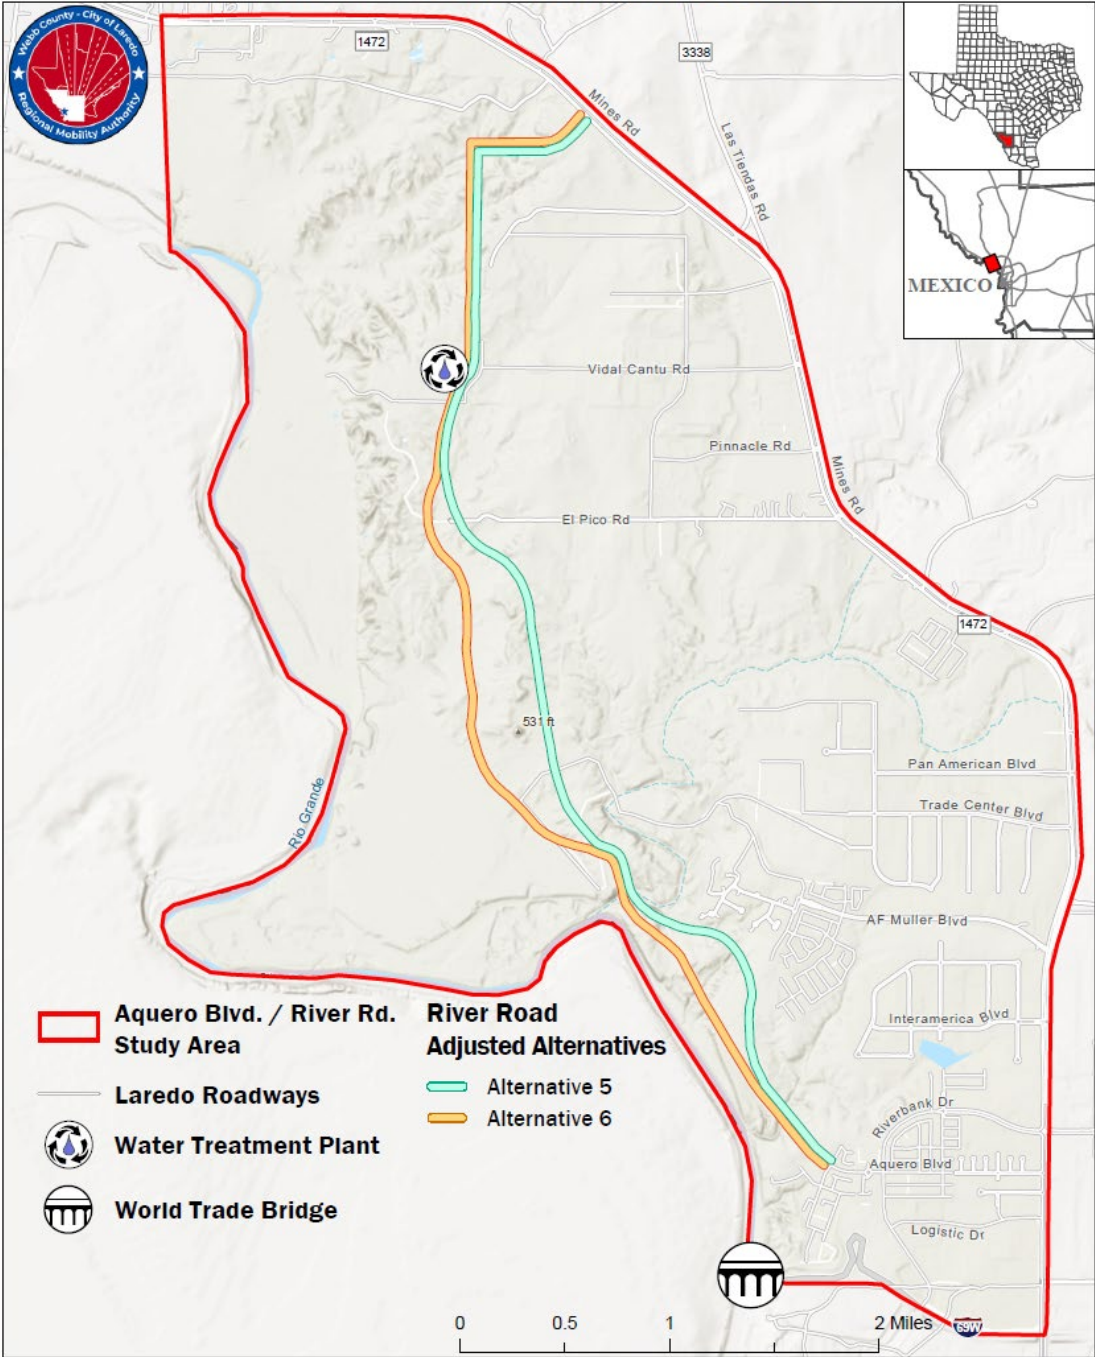 Webb County - City of Laredo
Regional Mobility Authority
1472
3338
Mines Rd
Las Tiendas Rd
MEXICO
Vidal Cantu Rd
Pinnacle Rd
Mines Rd
El Pico Rd
1472
531 ft
Pan American Blvd
Trade Center Blvd
Rio Grande
AF Muller Blvd
Interamerica Blvd
Riverbank Dr
Aquero Blvd
Logistic Dr
Aquero Blvd. / River Rd.
Study Area
Laredo Roadways
Water Treatment Plant
World Trade Bridge
River Road
Adjusted Alternatives
Alternative 5
Alternative 6
0 0.5 1 2 Miles
69W